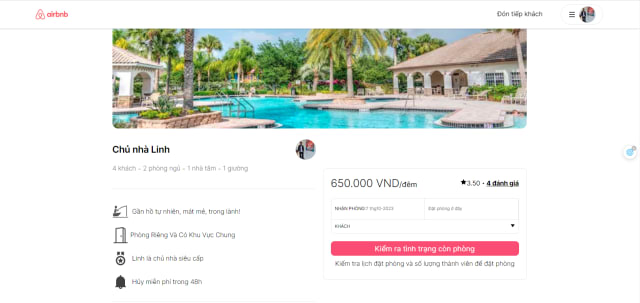 airbnb
Đón tiếp khách
Chủ nhà Linh
4 khách - 2 phòng ngủ - 1 nhà tắm - 1 giường
650.000 VND/đêm
★3.50 • 4 đánh giá
Gần hồ tự nhiên, mát mẻ, trong lành!
Phòng Riêng Và Có Khu Vực Chung
NHẬN PHÒNG
Đặt phòng ở đây
KHÁCH
Linh là chủ nhà siêu cấp
Kiểm ra tình trạng còn phòng
Kiểm tra lịch đặt phòng và số lượng thành viên để đặt phòng
Hủy miễn phí trong 48h